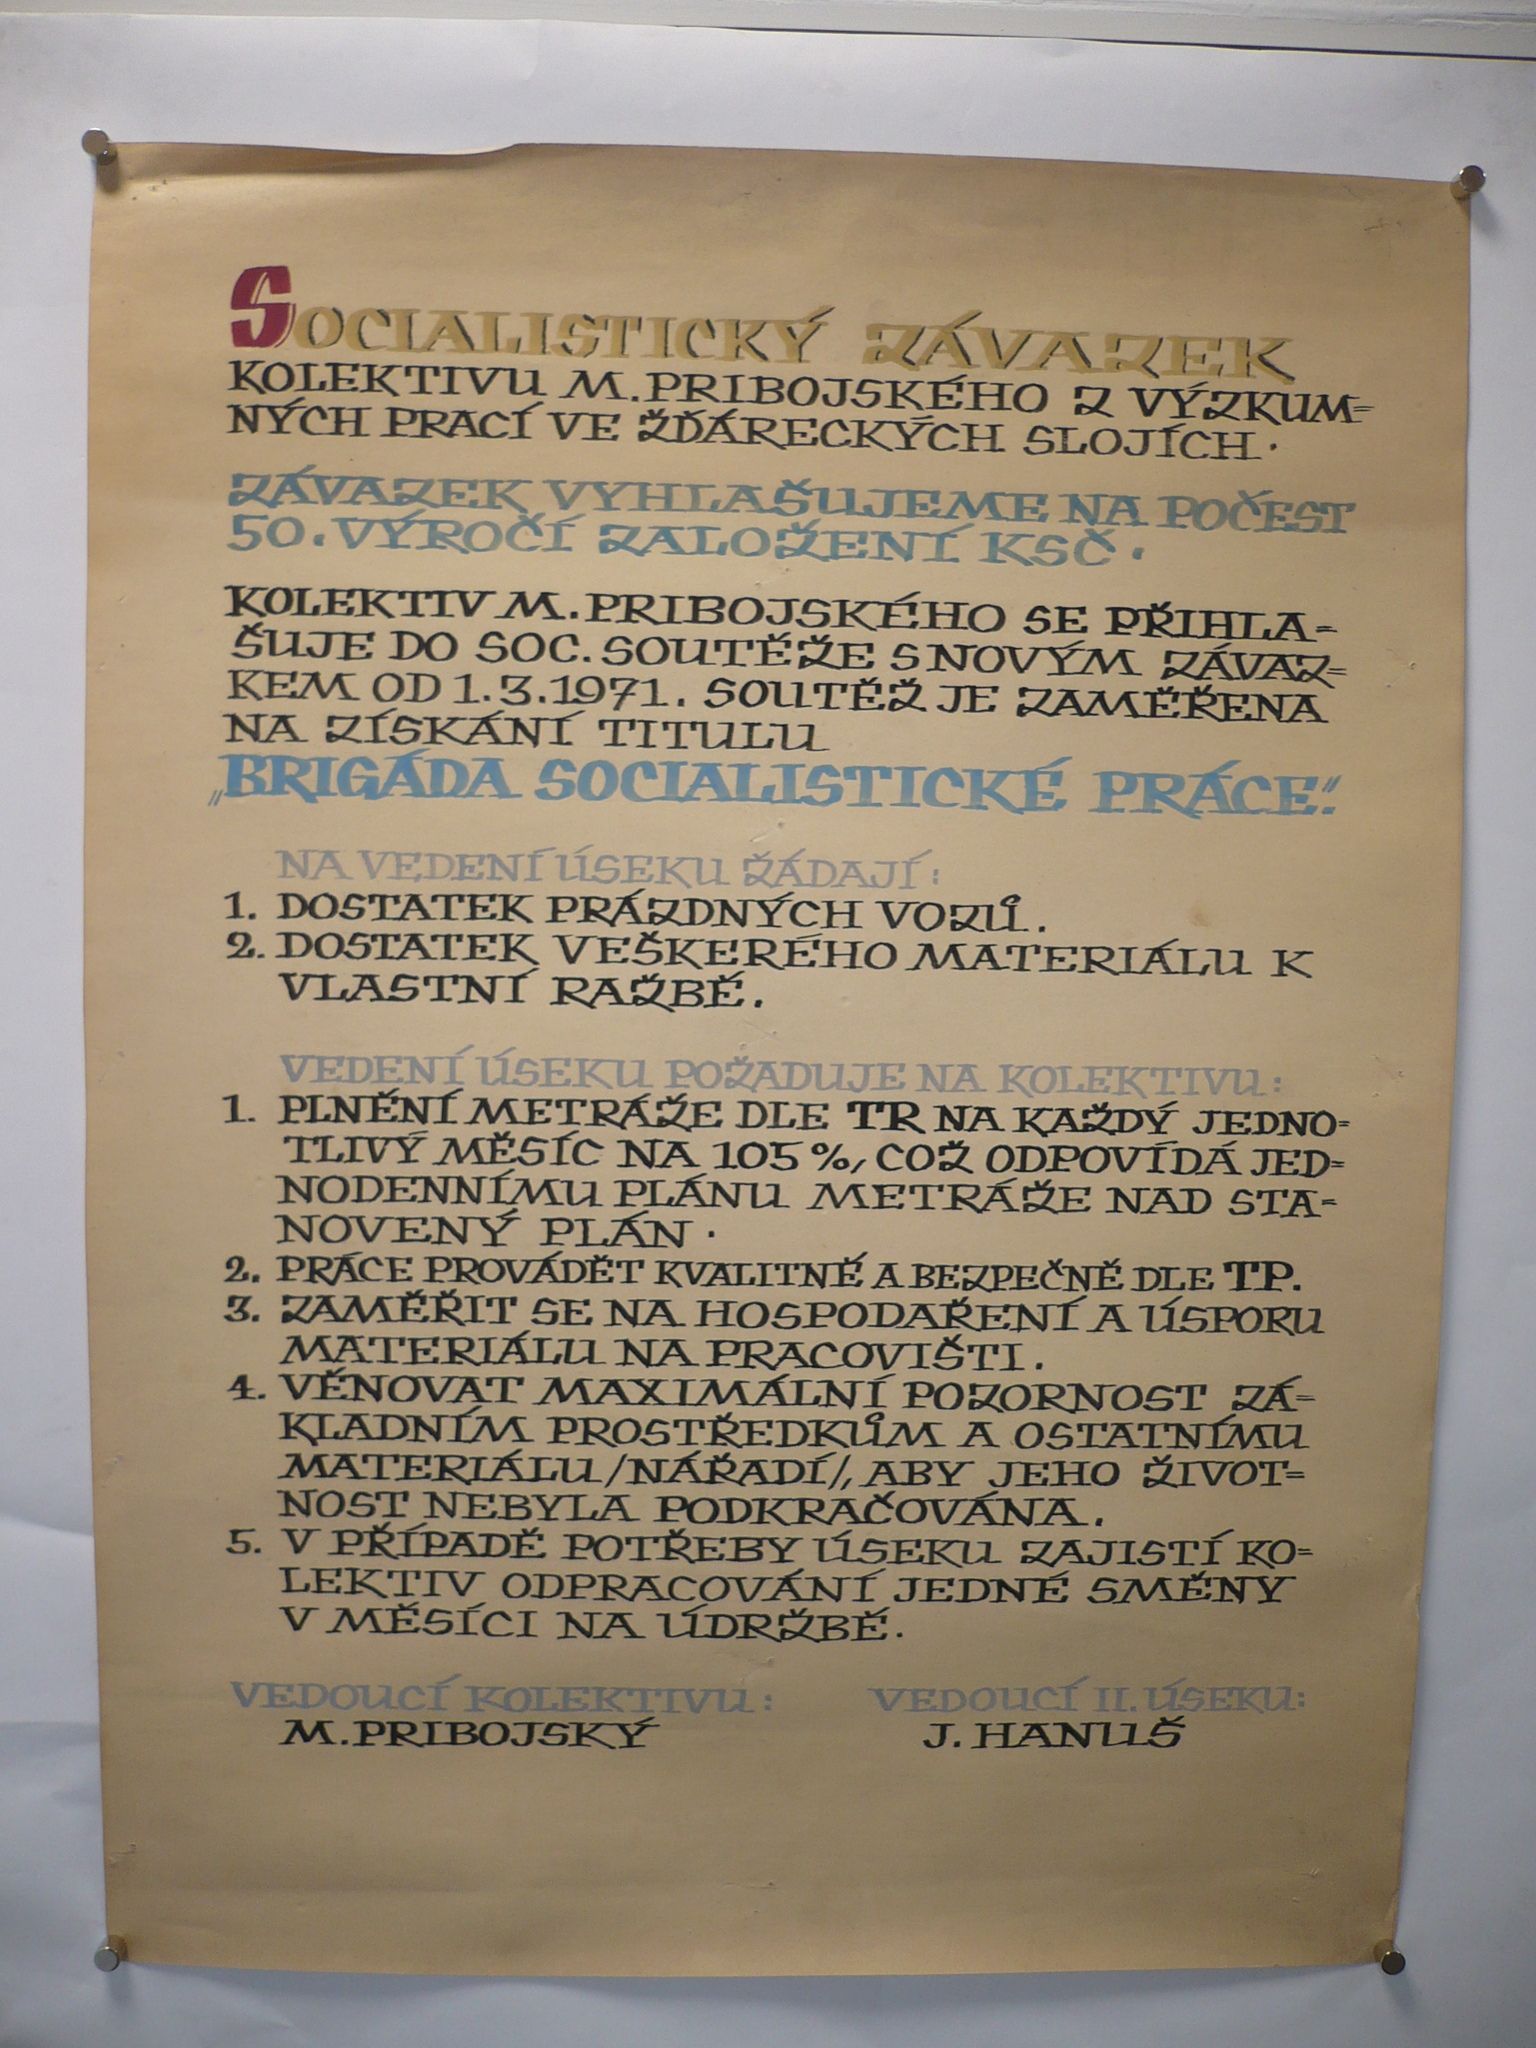 SOCIALISTICKÝ ZÁVAZEK
KOLEKTIVU M. PRIBOJSKÉHO Z VÝZKUM=
NÝCH PRACÍ VE ŽĎÁRECKÝCH SLOJÍCH.
ZÁVAZEK VYHLAŠUJEME NA POČEST
50. VÝROČÍ ZALOŽENÍ KSČ.
KOLEKTIV M. PRIBOJSKÉHO SE PŘIHLA=
ŠUJE DO SOC. SOUTĚŽE S NOVÝM ZÁVAZ=
KEM OD 1.3.1971. SOUTĚŽ JE ZAMĚŘENA
NA ZÍSKÁNÍ TITULU
„BRIGÁDA SOCIALISTICKÉ PRÁCE“.
NA VEDENÍ ÚSEKU ŽÁDAJÍ:
1. DOSTATEK PRÁZDNÝCH VOZŮ.
2. DOSTATEK VEŠKERÉHO MATERIÁLU K
VLASTNÍ RAŽBĚ.
VEDENÍ ÚSEKU POŽADUJE NA KOLEKTIVU:
1. PLNĚNÍ METRÁŽE DLE TR NA KAŽDÝ JEDNO=
TLIVÝ MĚSÍC NA 105 %, COŽ ODPOVÍDÁ JED=
NODENNÍMU PLÁNU METRÁŽE NAD STA=
NOVENÝ PLÁN.
2. PRÁCE PROVÁDĚT KVALITNĚ A BEZPEČNĚ DLE TP.
3. ZAMĚŘIT SE NA HOSPODAŘENÍ A ÚSPORU
MATERIÁLU NA PRACOVIŠTI.
4. VĚNOVAT MAXIMÁLNÍ POZORNOST ZÁ=
KLADNÍM PROSTŘEDKŮM A OSTATNÍMU
MATERIÁLU /NÁŘADÍ/, ABY JEHO ŽIVOT=
NOST NEBYLA PODKRAČOVÁNA.
5. V PŘÍPADĚ POTŘEBY ÚSEKU ZAJISTÍ KO=
LEKTIV ODPRACOVÁNÍ JEDNÉ SMĚNY
V MĚSÍCI NA ÚDRŽBĚ.
VEDOUCÍ KOLEKTIVU: VEDOUCÍ II. ÚSEKU:
M. PRIBOJSKÝ J. HANUŠ